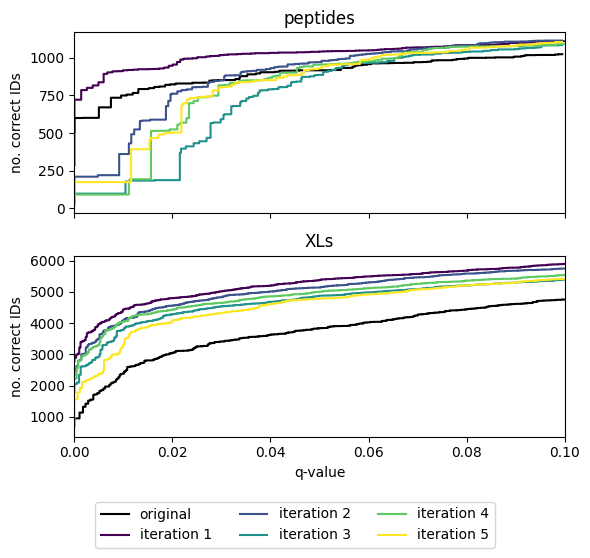 peptides
no. correct IDs
1000
750
500
250
0
XLs
no. correct IDs
6000
5000
4000
3000
2000
1000
0.00 0.02 0.04 0.06 0.08 0.10
q-value
original iteration 2 iteration 4
iteration 1 iteration 3 iteration 5